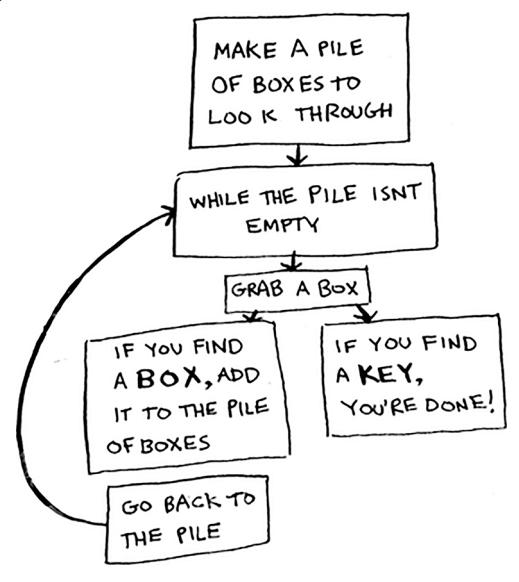 MAKE A PILE
OF BOXES TO
LOOK THROUGH
WHILE THE PILE ISNT
EMPTY
GRAB A BOX
IF YOU FIND
A BOX, ADD
IT TO THE PILE
OF BOXES
IF YOU FIND
A KEY,
YOU'RE DONE!
GO BACK TO
THE PILE